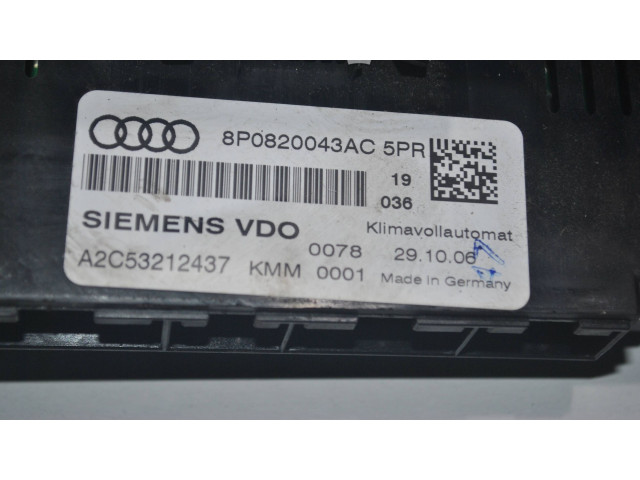 8P0820043AC 5PR
19
036
SIEMENS VDO
Klimavollautomat
0078 29.10.06
A2C53212437 KMM 0001 Made in Germany